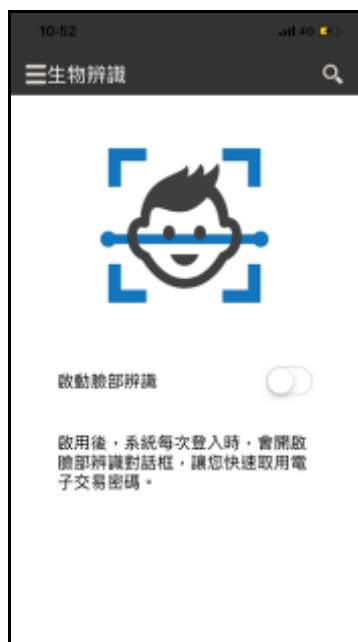 10:52
4G
生物辨識
啟動臉部辨識
啟用後，系統每次登入時，會開啟
臉部辨識對話框，讓您快速取用電
子交易密碼。